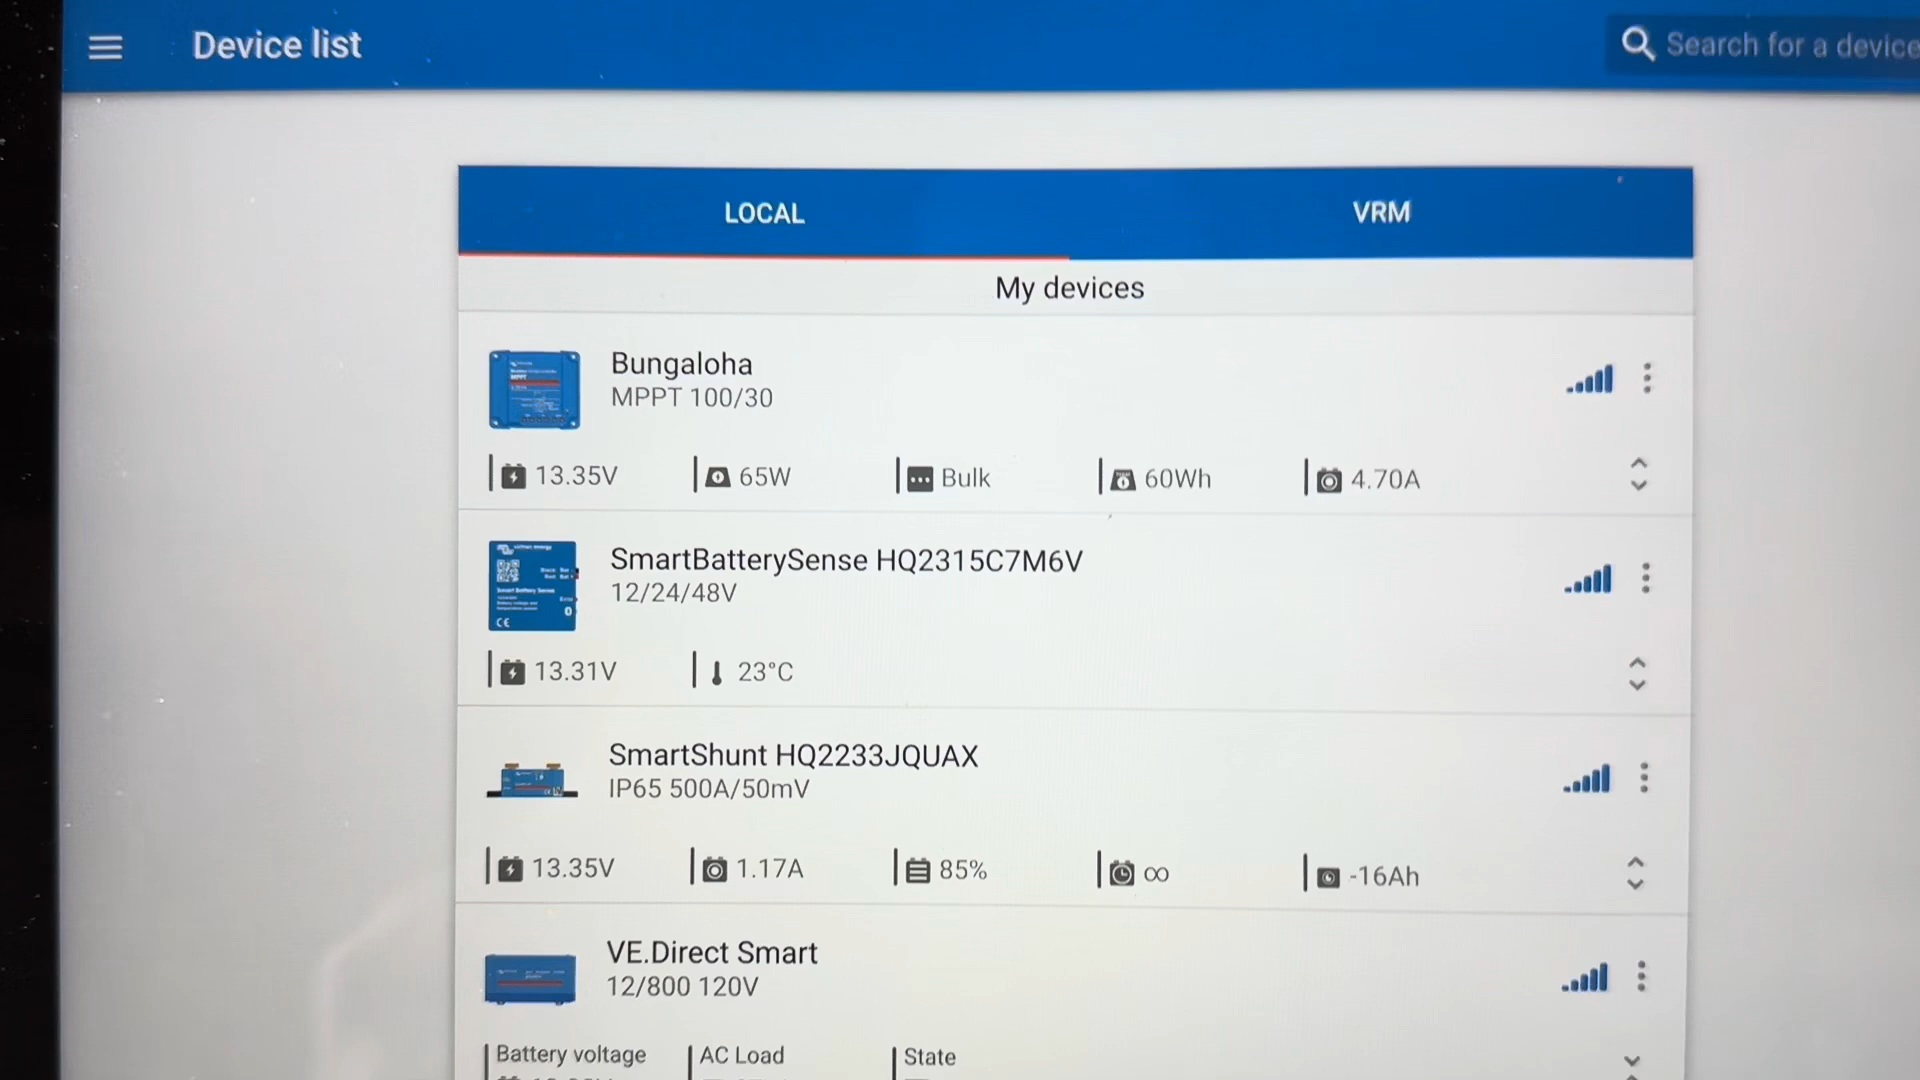 Device list
Search for a device
LOCAL
VRM
My devices
Bungaloha
MPPT 100/30
13.35V
65W
Bulk
60Wh
4.70A
SmartBatterySense HQ2315C7M6V
12/24/48V
13.31V
23°C
SmartShunt HQ2233JQUAX
IP65 500A/50mV
13.35V
1.17A
85%
∞
-16Ah
VE.Direct Smart
12/800 120V
Battery voltage
AC Load
State